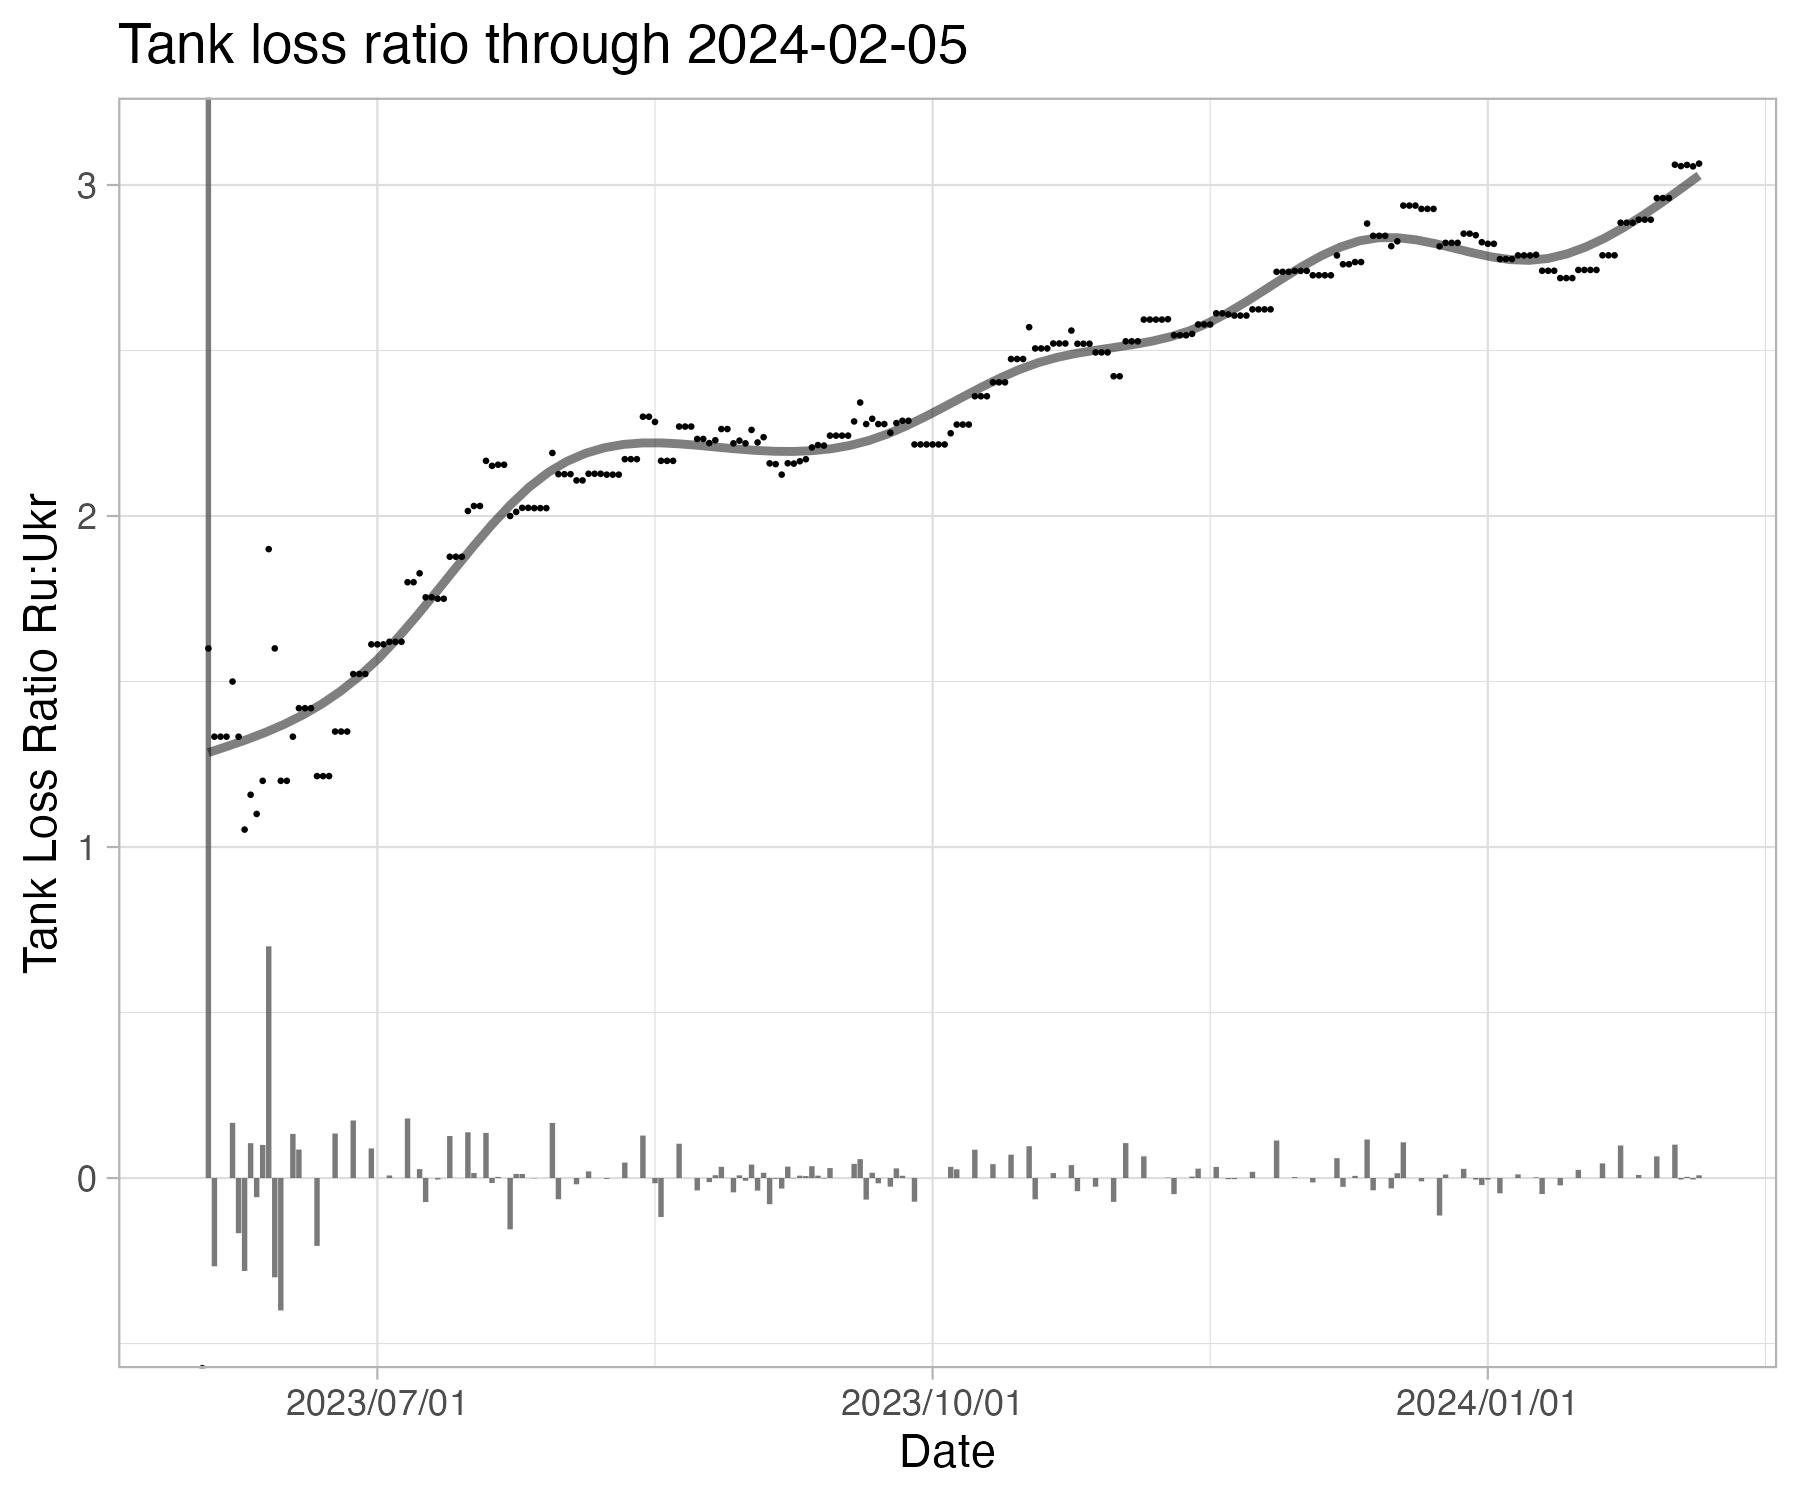 Tank loss ratio through 2024-02-05
Tank Loss Ratio Ru:Ukr
3
2
1
0
2023/07/01
2023/10/01
2024/01/01
Date